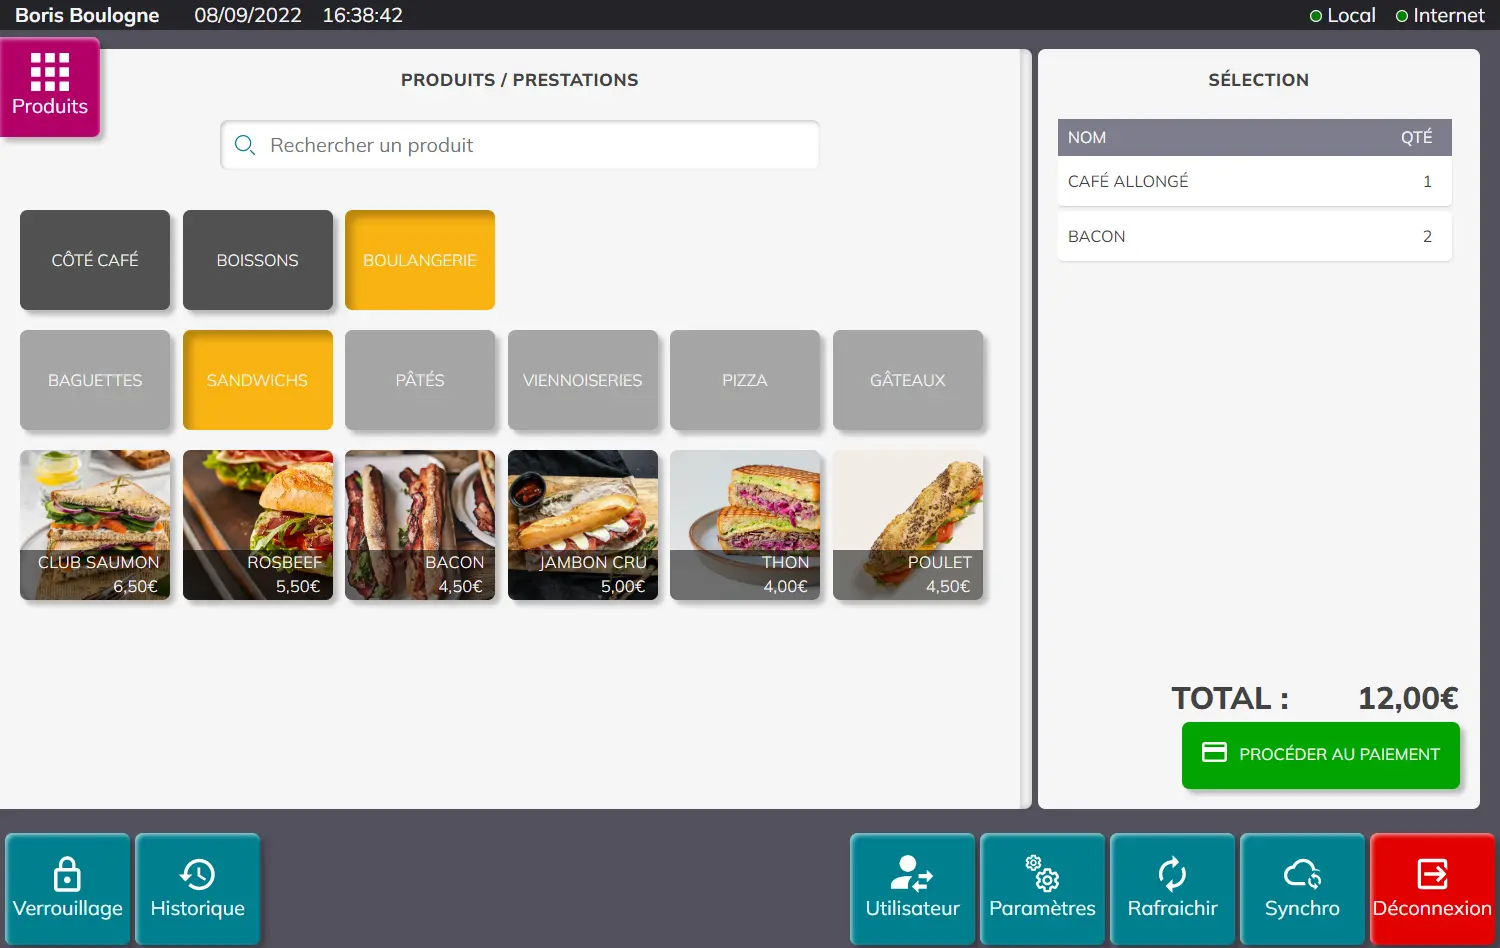 Boris Boulogne 08/09/2022 16:38:42 Local Internet
Produits
PRODUITS / PRESTATIONS
Rechercher un produit
CÔTÉ CAFÉ BOISSONS BOULANGERIE
BAGUETTES SANDWICHS PÂTÉS VIENNOISERIES PIZZA GÂTEAUX
CLUB SAUMON ROSBEEF BACON JAMBON CRU THON POULET
6,50€ 5,50€ 4,50€ 5,00€ 4,00€ 4,50€
SÉLECTION
NOM QTÉ
CAFÉ ALLONGÉ 1
BACON 2
TOTAL : 12,00€
PROCÉDER AU PAIEMENT
Verrouillage Historique Utilisateur Paramètres Rafraichir Synchro Déconnexion